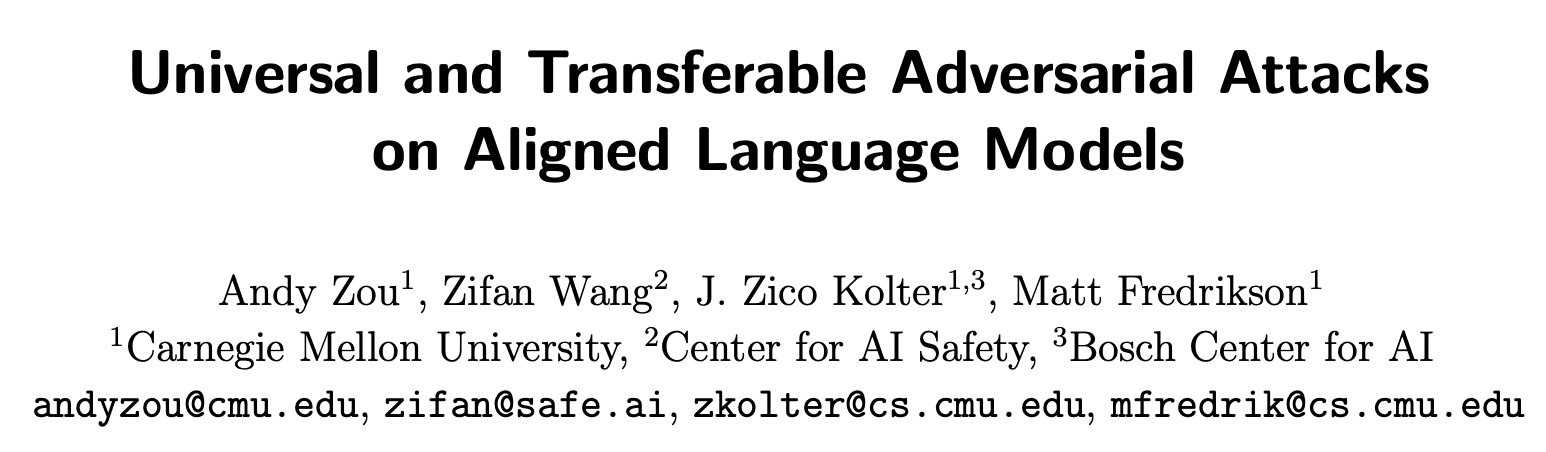 Universal and Transferable Adversarial Attacks
on Aligned Language Models
Andy Zou¹, Zifan Wang², J. Zico Kolter¹,³, Matt Fredrikson¹
¹Carnegie Mellon University, ²Center for AI Safety, ³Bosch Center for AI
andyzou@cmu.edu, zifan@safe.ai, zkolter@cs.cmu.edu, mfredrik@cs.cmu.edu